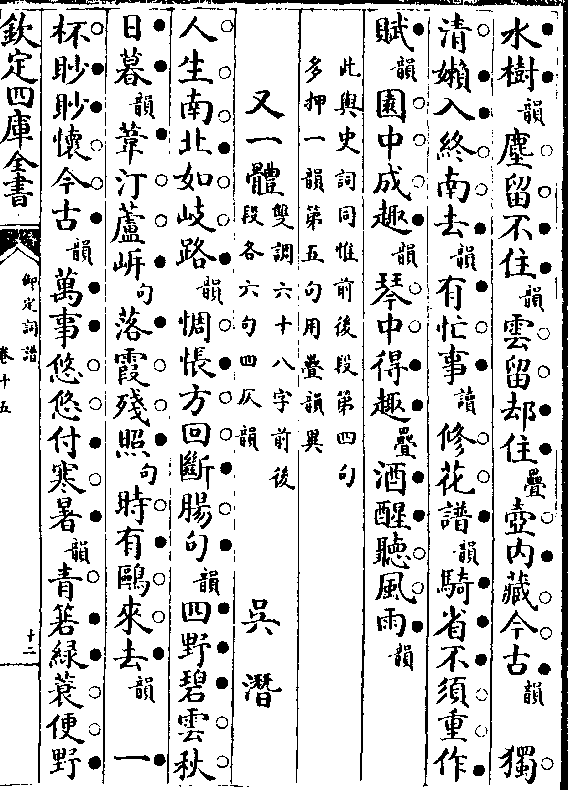 水樹韻塵留不住韻雲留却住疊壺内藏今古韻　獨
清嬾入終南去韻有忙事讀修花譜韻騎省不須重作
賦韻園中成趣韻琴中得趣疊酒醒聽風雨韻
此與史詞同惟前後段第四句
多押一韻第五句用疊韻異
又一體雙調六十八字前後
段各六句四仄韻
吳潛
人生南北如岐路韻惆悵方回斷腸句韻四野碧雲秋
日暮韻葦汀蘆岍句落霞殘照句時有鷗來去韻　一
杯眇眇懷今古韻萬事悠悠付寒暑韻青箬綠蓑便野
欽定四庫全書
御定詞譜
卷十五
十二